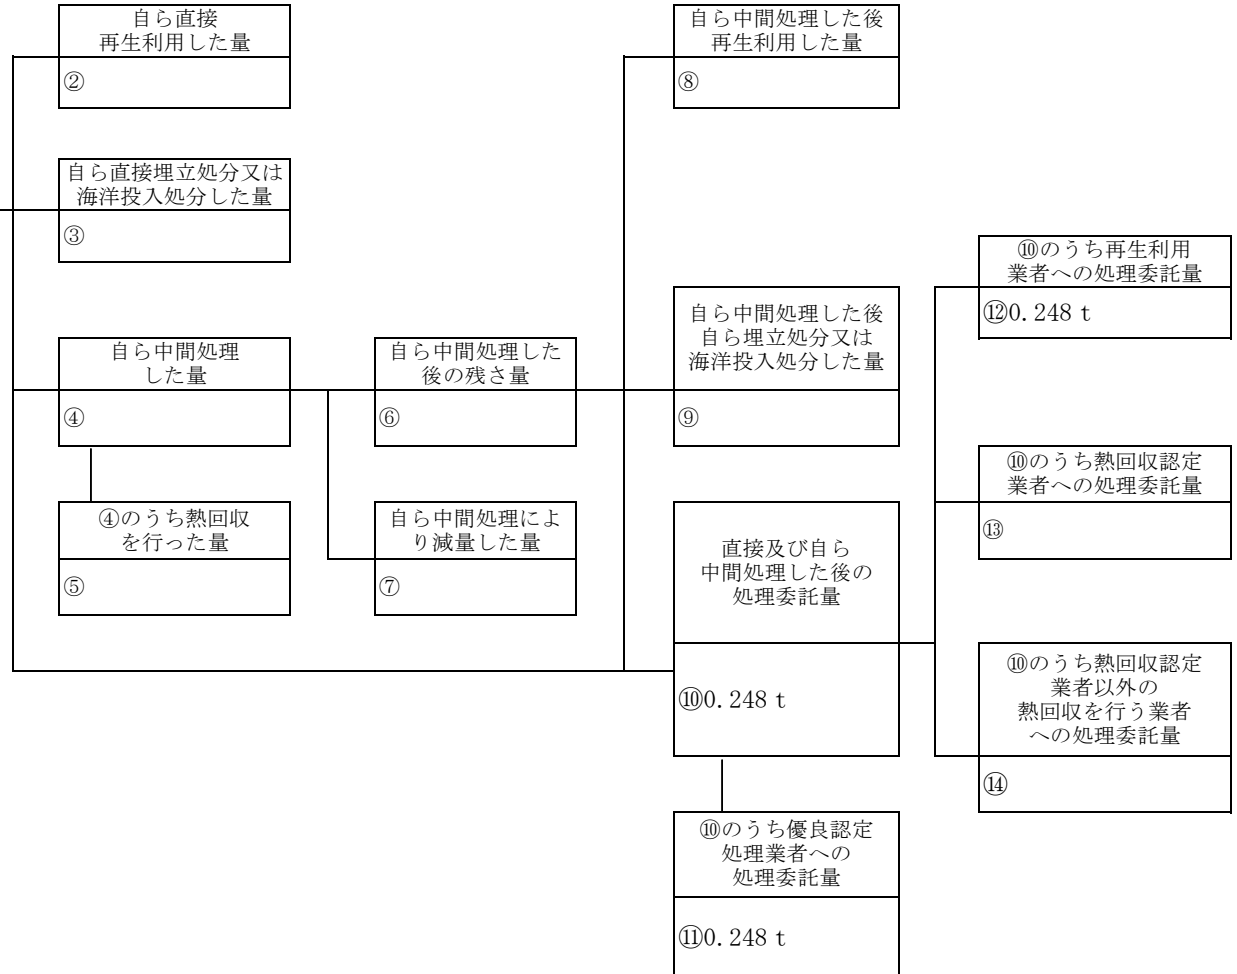 自ら直接
再生利用した量
②
自ら直接埋立処分又は
海洋投入処分した量
③
自ら中間処理
した量
④
④のうち熱回収
を行った量
⑤
自ら中間処理した
後の残さ量
⑥
自ら中間処理によ
り減量した量
⑦
自ら中間処理した後
再生利用した量
⑧
自ら中間処理した後
自ら埋立処分又は
海洋投入処分した量
⑨
直接及び自ら
中間処理した後の
処理委託量
⑩0.248 t
⑩のうち優良認定
処理業者への
処理委託量
⑪0.248 t
⑩のうち再生利用
業者への処理委託量
⑫0.248 t
⑩のうち熱回収認定
業者への処理委託量
⑬
⑩のうち熱回収認定
業者以外の
熱回収を行う業者
への処理委託量
⑭